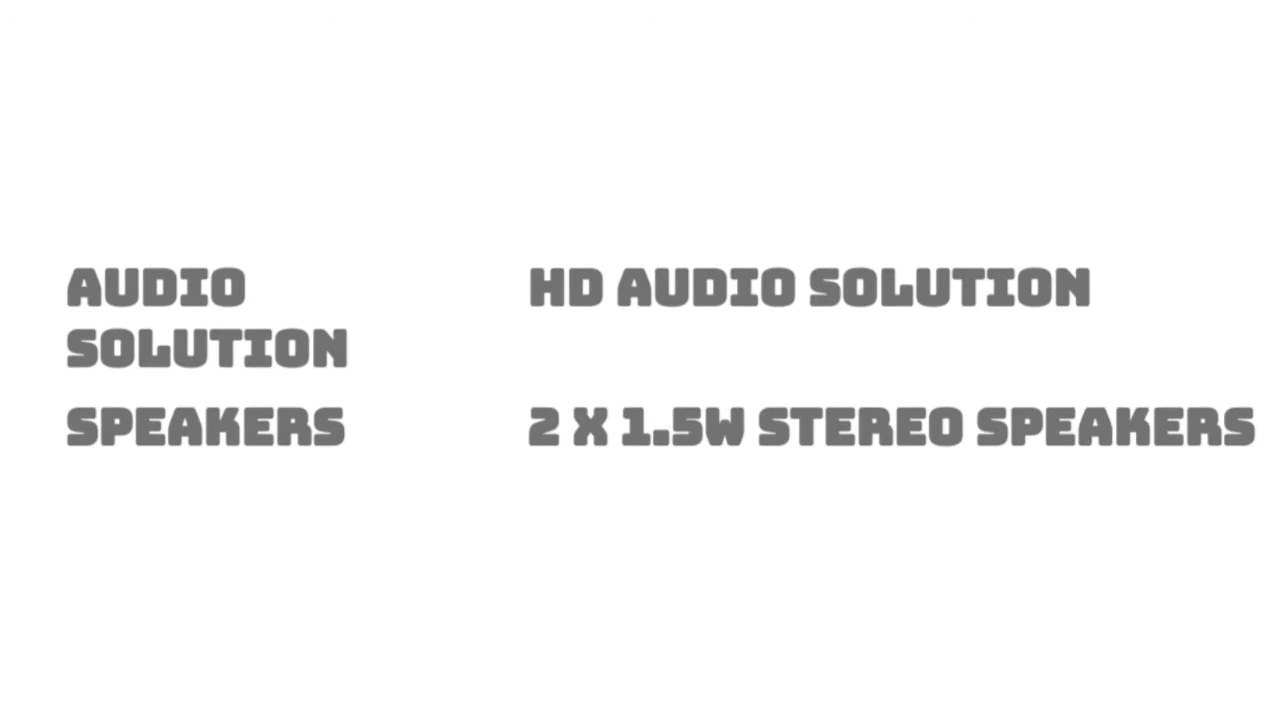 AUDIO HD AUDIO SOLUTION
SOLUTION
SPEAKERS 2 X 1.5W STEREO SPEAKERS